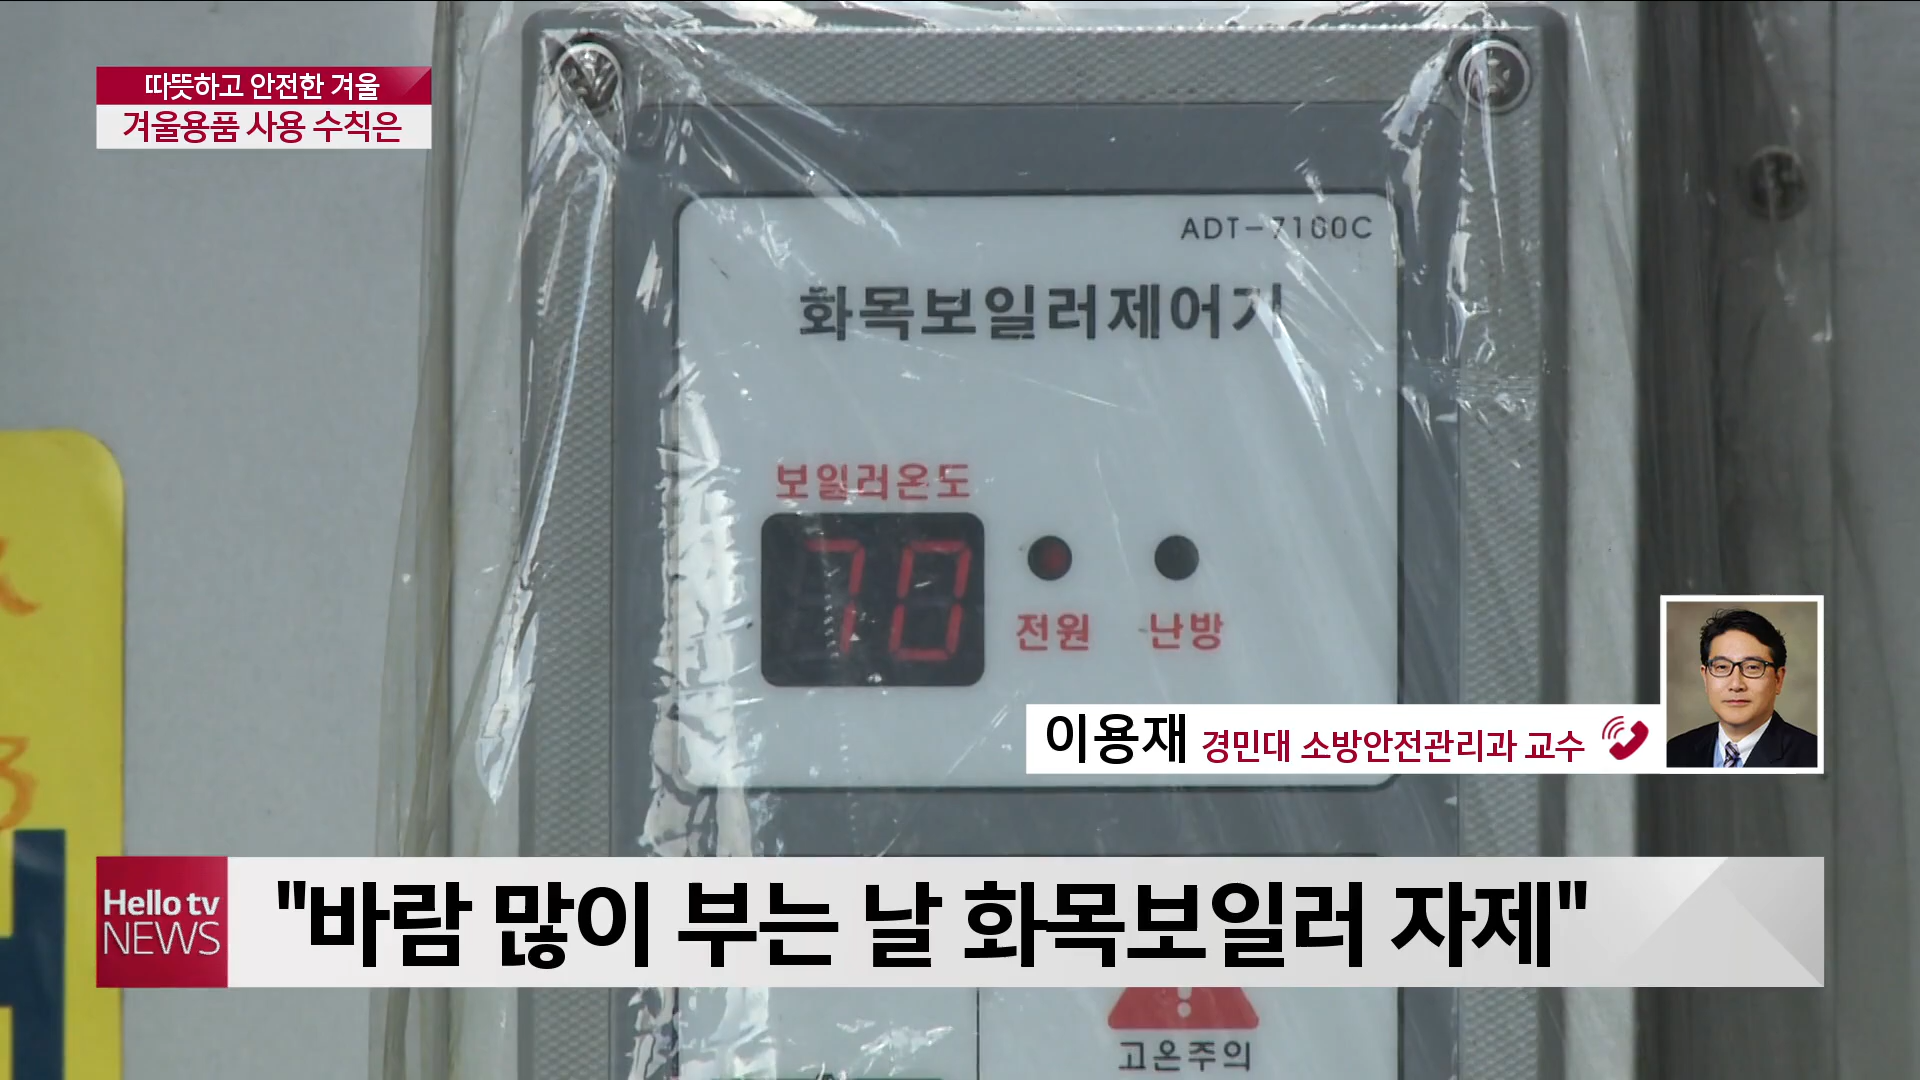 따뜻하고 안전한 겨울
겨울용품 사용 수칙은
ADT-7100C
화목보일러제어기
보일러온도
70
전원 난방
이용재 경민대 소방안전관리과 교수
Hello tv
NEWS
"바람 많이 부는 날 화목보일러 자제"
고온주의